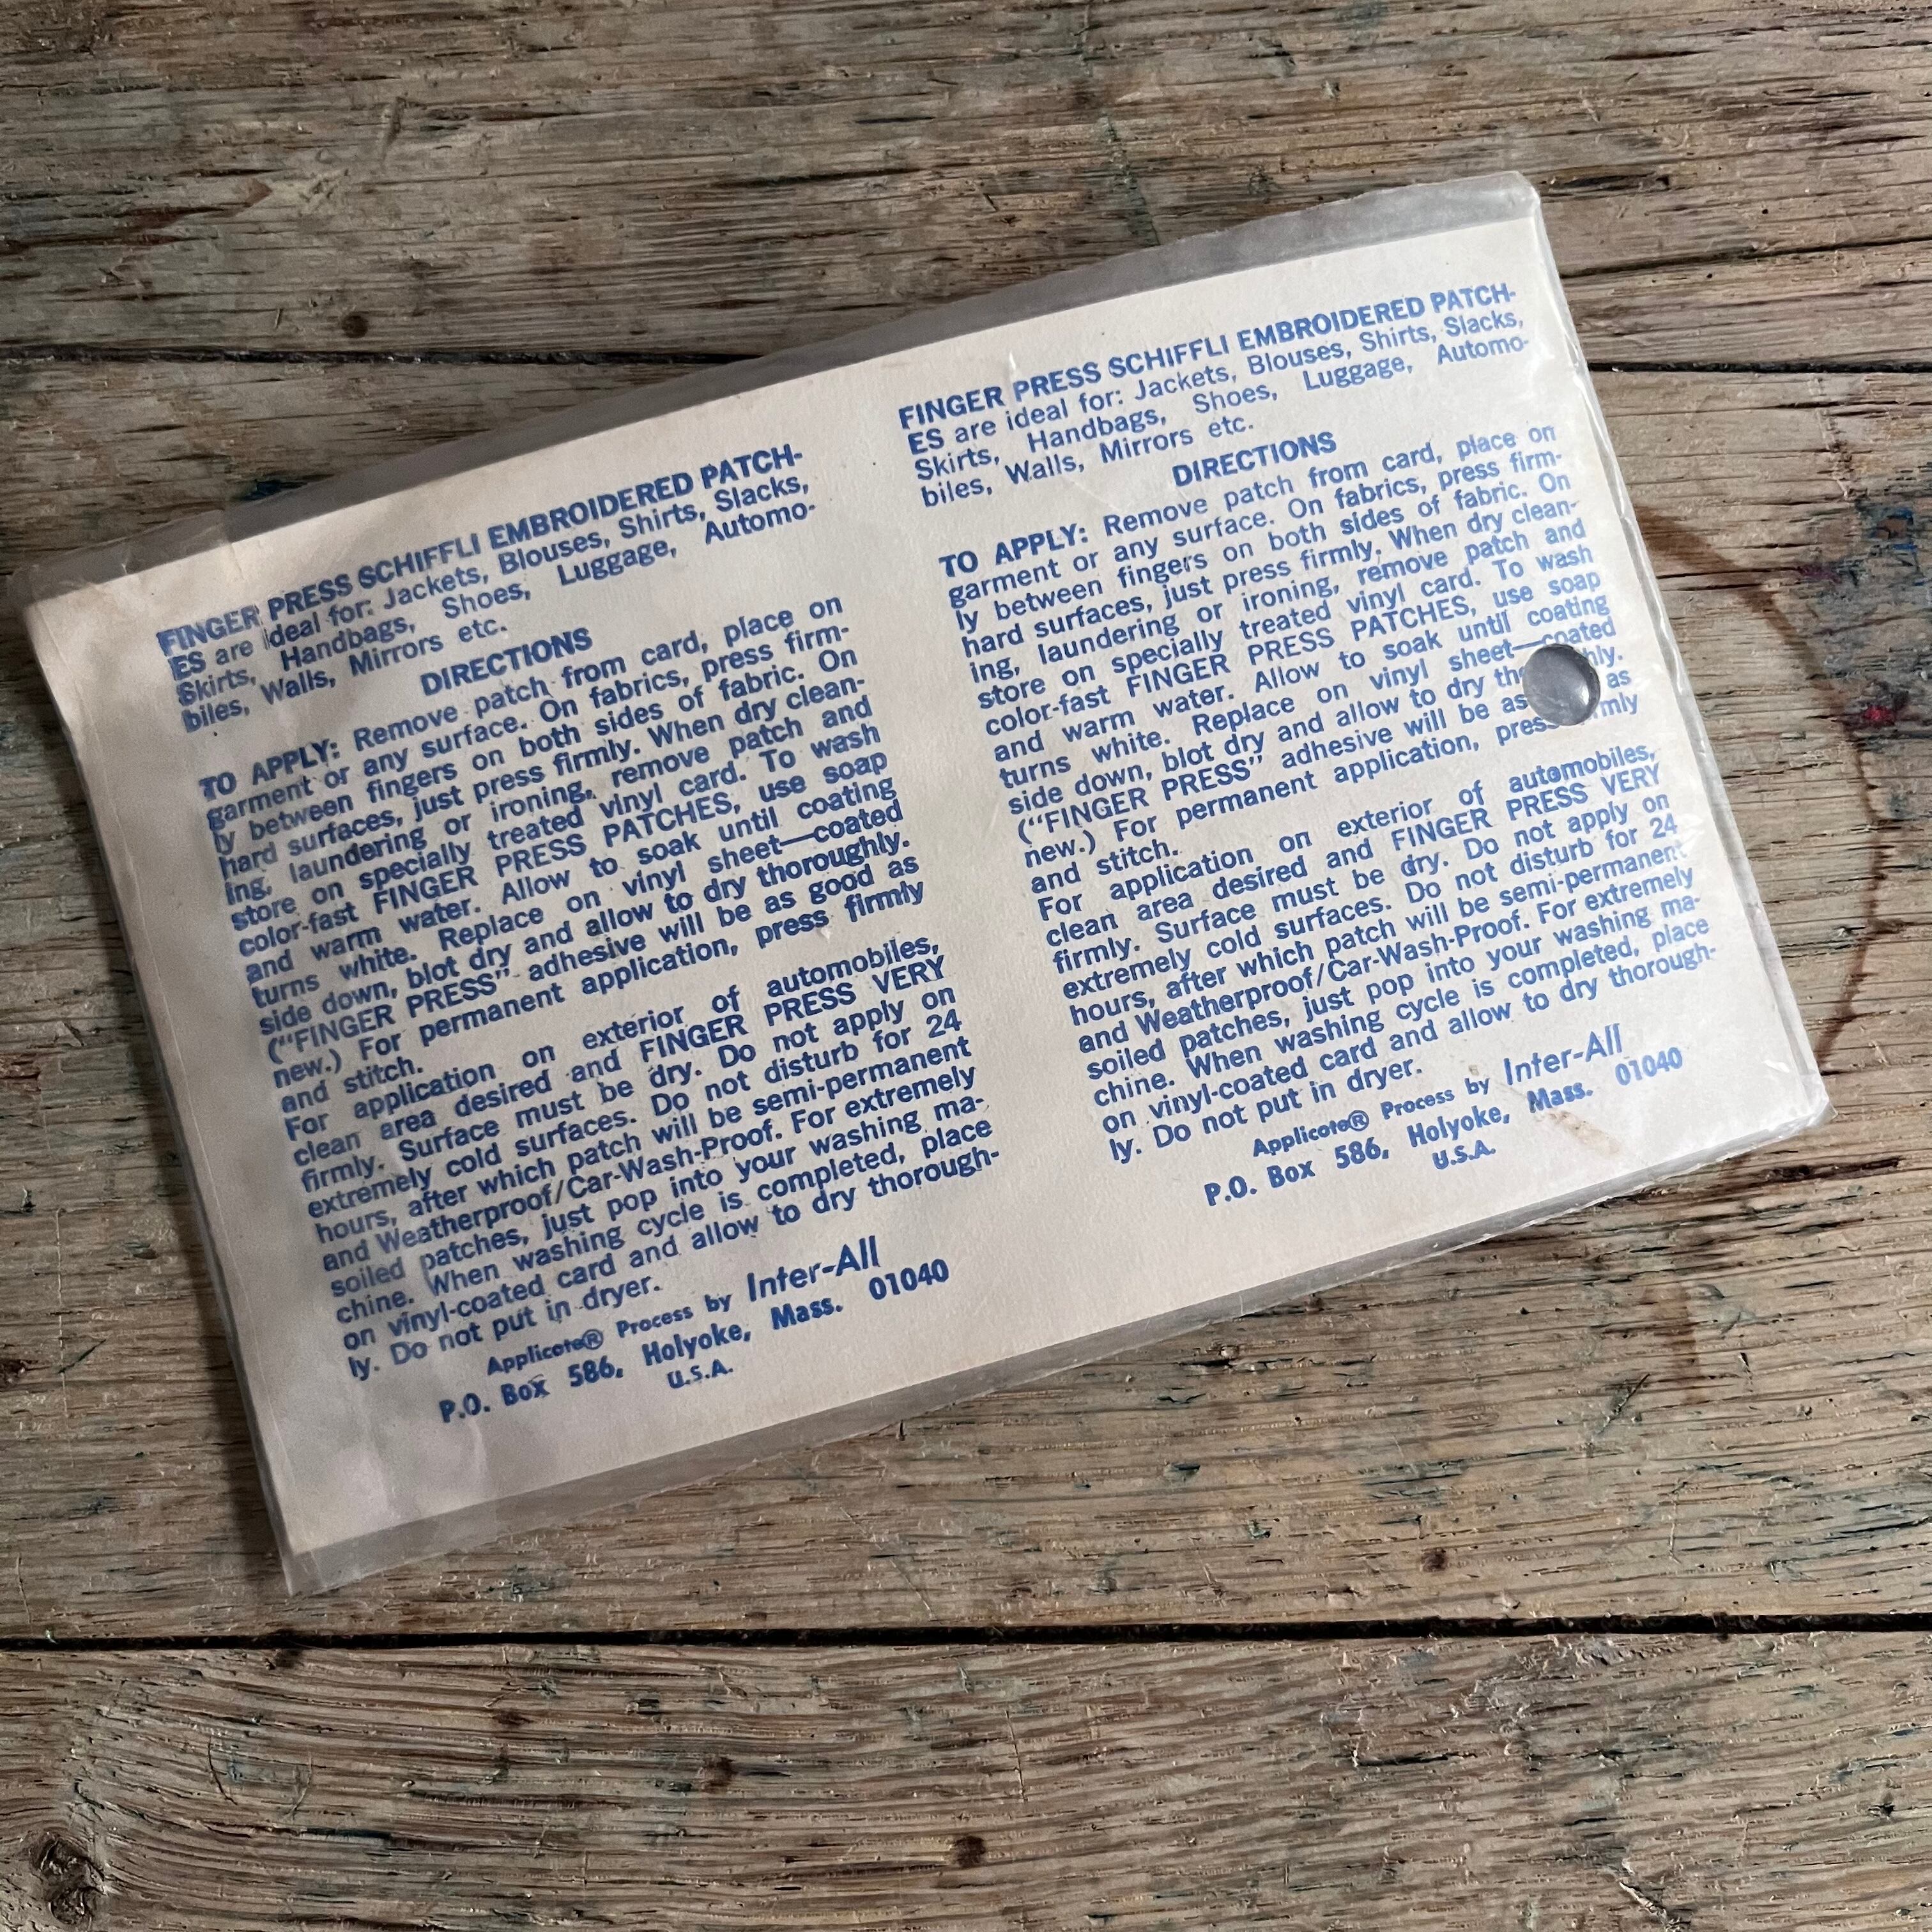 FINGER PRESS SCHIFFLI EMBROIDERED PATCH-
ES are ideal for: Jackets, Blouses, Shirts, Slacks,
Skirts, Handbags, Shoes, Luggage, Automo-
biles, Walls, Mirrors etc.
DIRECTIONS
TO APPLY: Remove patch from card, place on
garment or any surface. On fabrics, press firm-
ly between fingers on both sides of fabric. On
hard surfaces, just press firmly. When dry clean-
ing, laundering or ironing, remove patch and
store on specially treated vinyl card. To wash
color-fast FINGER PRESS PATCHES, use soap
and warm water. Allow to soak until coating
turns white. Replace on vinyl sheet—coated
side down, blot dry and allow to dry thoroughly.
("FINGER PRESS" adhesive will be as good as
new.) For permanent application, press firmly
and stitch.
For application on exterior of automobiles,
clean area desired and FINGER PRESS VERY
firmly. Surface must be dry. Do not apply on
extremely cold surfaces. Do not disturb for 24
hours, after which patch will be semi-permanent
and Weatherproof/Car-Wash-Proof. For extremely
soiled patches, just pop into your washing ma-
chine. When washing cycle is completed, place
on vinyl-coated card and allow to dry thorough-
ly. Do not put in dryer.
Applicote® Process by Inter-All
P.O. Box 586, Holyoke, Mass. 01040
U.S.A.
FINGER PRESS SCHIFFLI EMBROIDERED PATCH-
ES are ideal for: Jackets, Blouses, Shirts, Slacks,
Skirts, Handbags, Shoes, Luggage, Automo-
biles, Walls, Mirrors etc.
DIRECTIONS
TO APPLY: Remove patch from card, place on
garment or any surface. On fabrics, press firm-
ly between fingers on both sides of fabric. On
hard surfaces, just press firmly. When dry clean-
ing, laundering or ironing, remove patch and
store on specially treated vinyl card. To wash
color-fast FINGER PRESS PATCHES, use soap
and warm water. Allow to soak until coating
turns white. Replace on vinyl sheet—coated
side down, blot dry and allow to dry
("FINGER PRESS" adhesive will be as as
new.) For permanent application,
and stitch.
For application on exterior of automobiles,
clean area desired and FINGER PRESS VERY
firmly. Surface must be dry. Do not apply on
extremely cold surfaces. Do not disturb for 24
hours, after which patch will be semi-permanent
and Weatherproof/Car-Wash-Proof. For extremely
soiled patches, just pop into your washing ma-
chine. When washing cycle is completed, place
on vinyl-coated card and allow to dry thorough-
ly. Do not put in dryer.
Applicote® Process by Inter-All
P.O. Box 586, Holyoke, Mass. 01040
U.S.A.